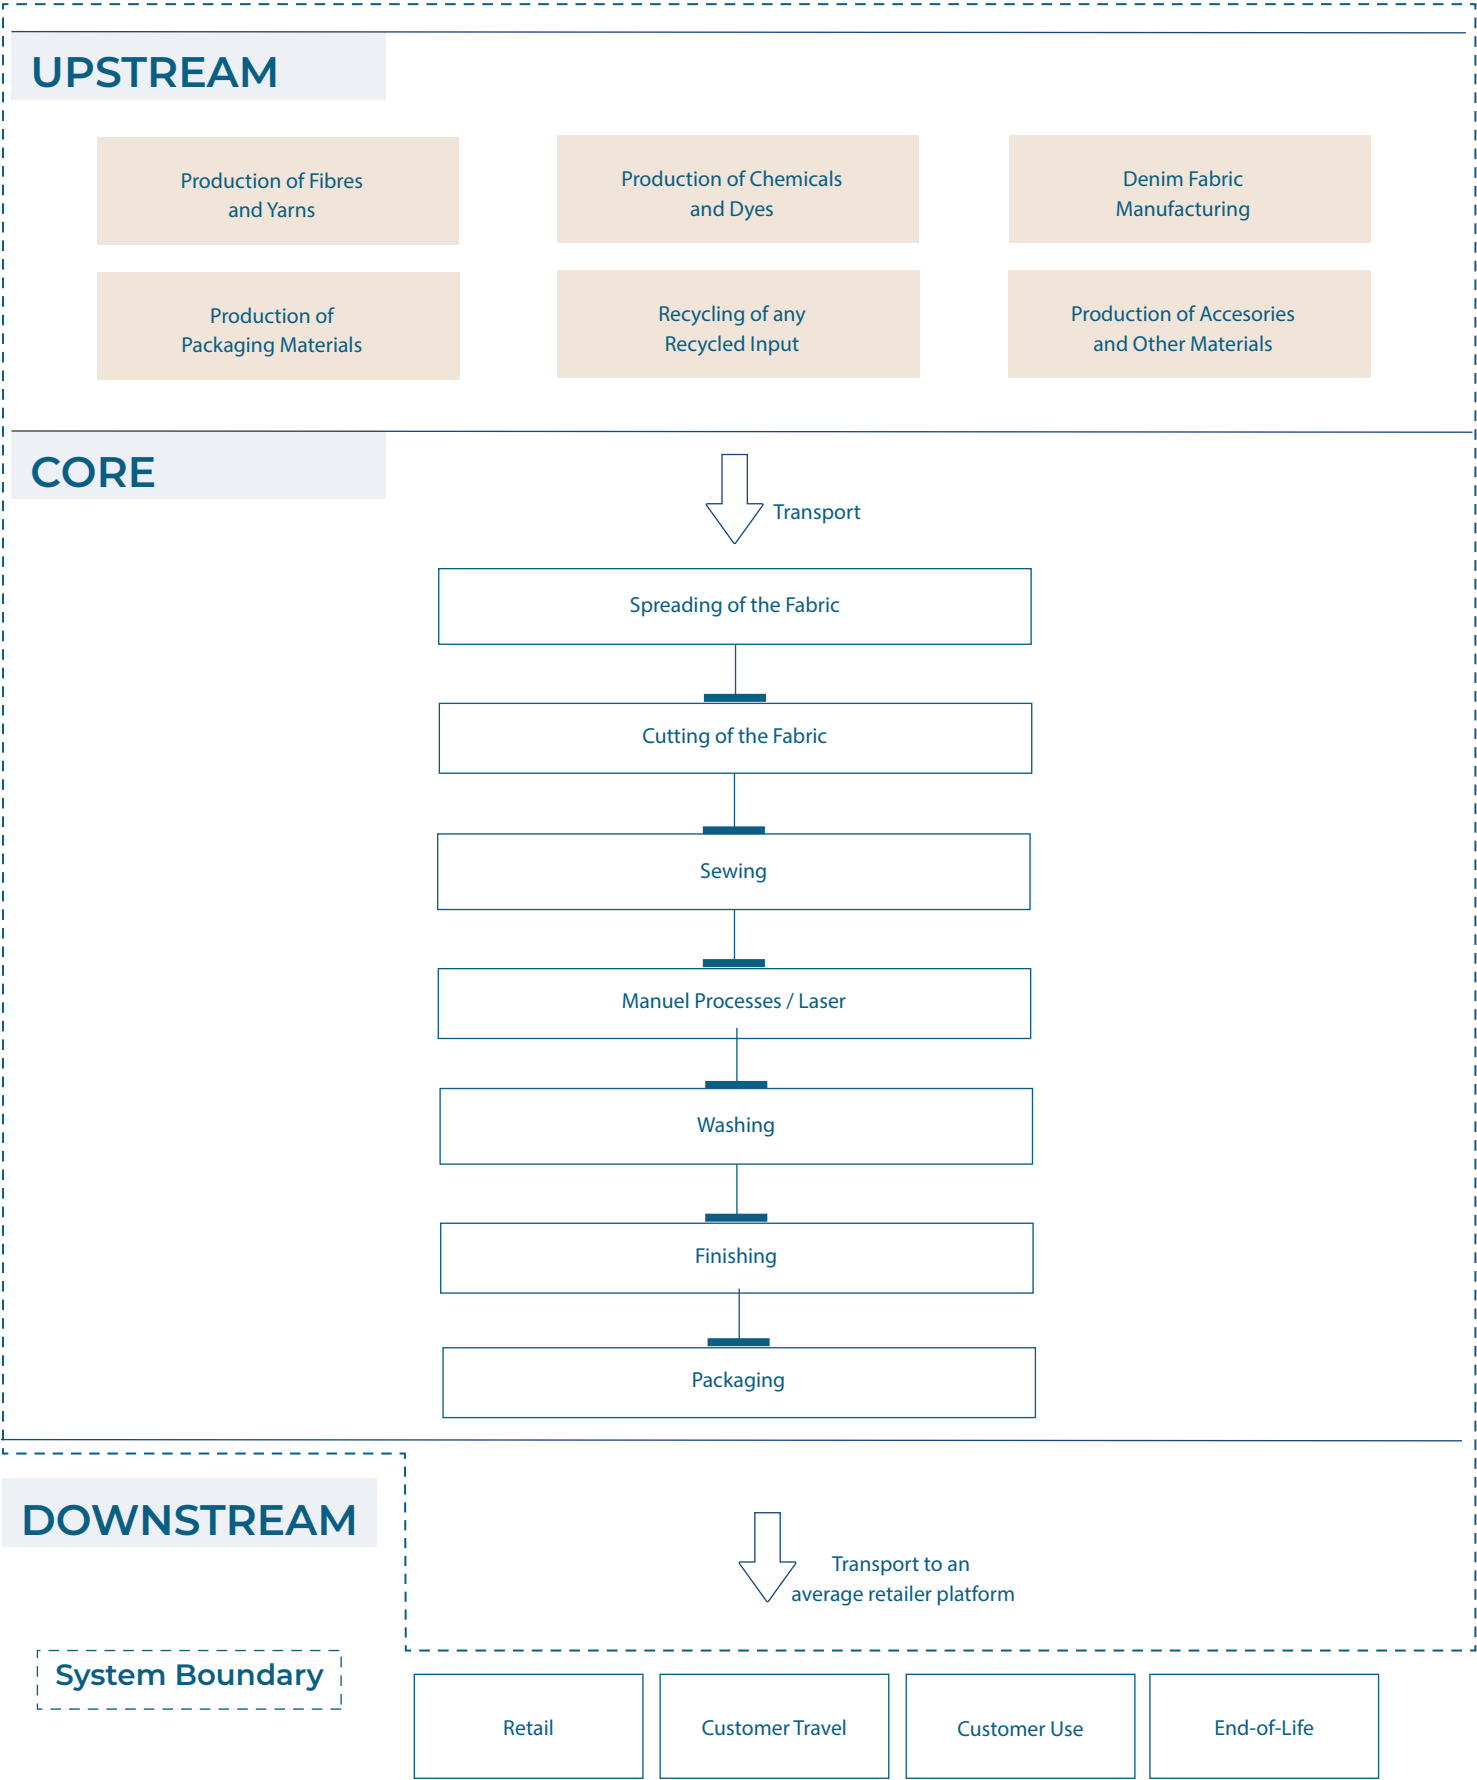 UPSTREAM
Production of Fibres
and Yarns
Production of Chemicals
and Dyes
Denim Fabric
Manufacturing
Production of
Packaging Materials
Recycling of any
Recycled Input
Production of Accesories
and Other Materials
CORE
Transport
Spreading of the Fabric
Cutting of the Fabric
Sewing
Manuel Processes / Laser
Washing
Finishing
Packaging
DOWNSTREAM
Transport to an
average retailer platform
System Boundary
Retail
Customer Travel
Customer Use
End-of-Life